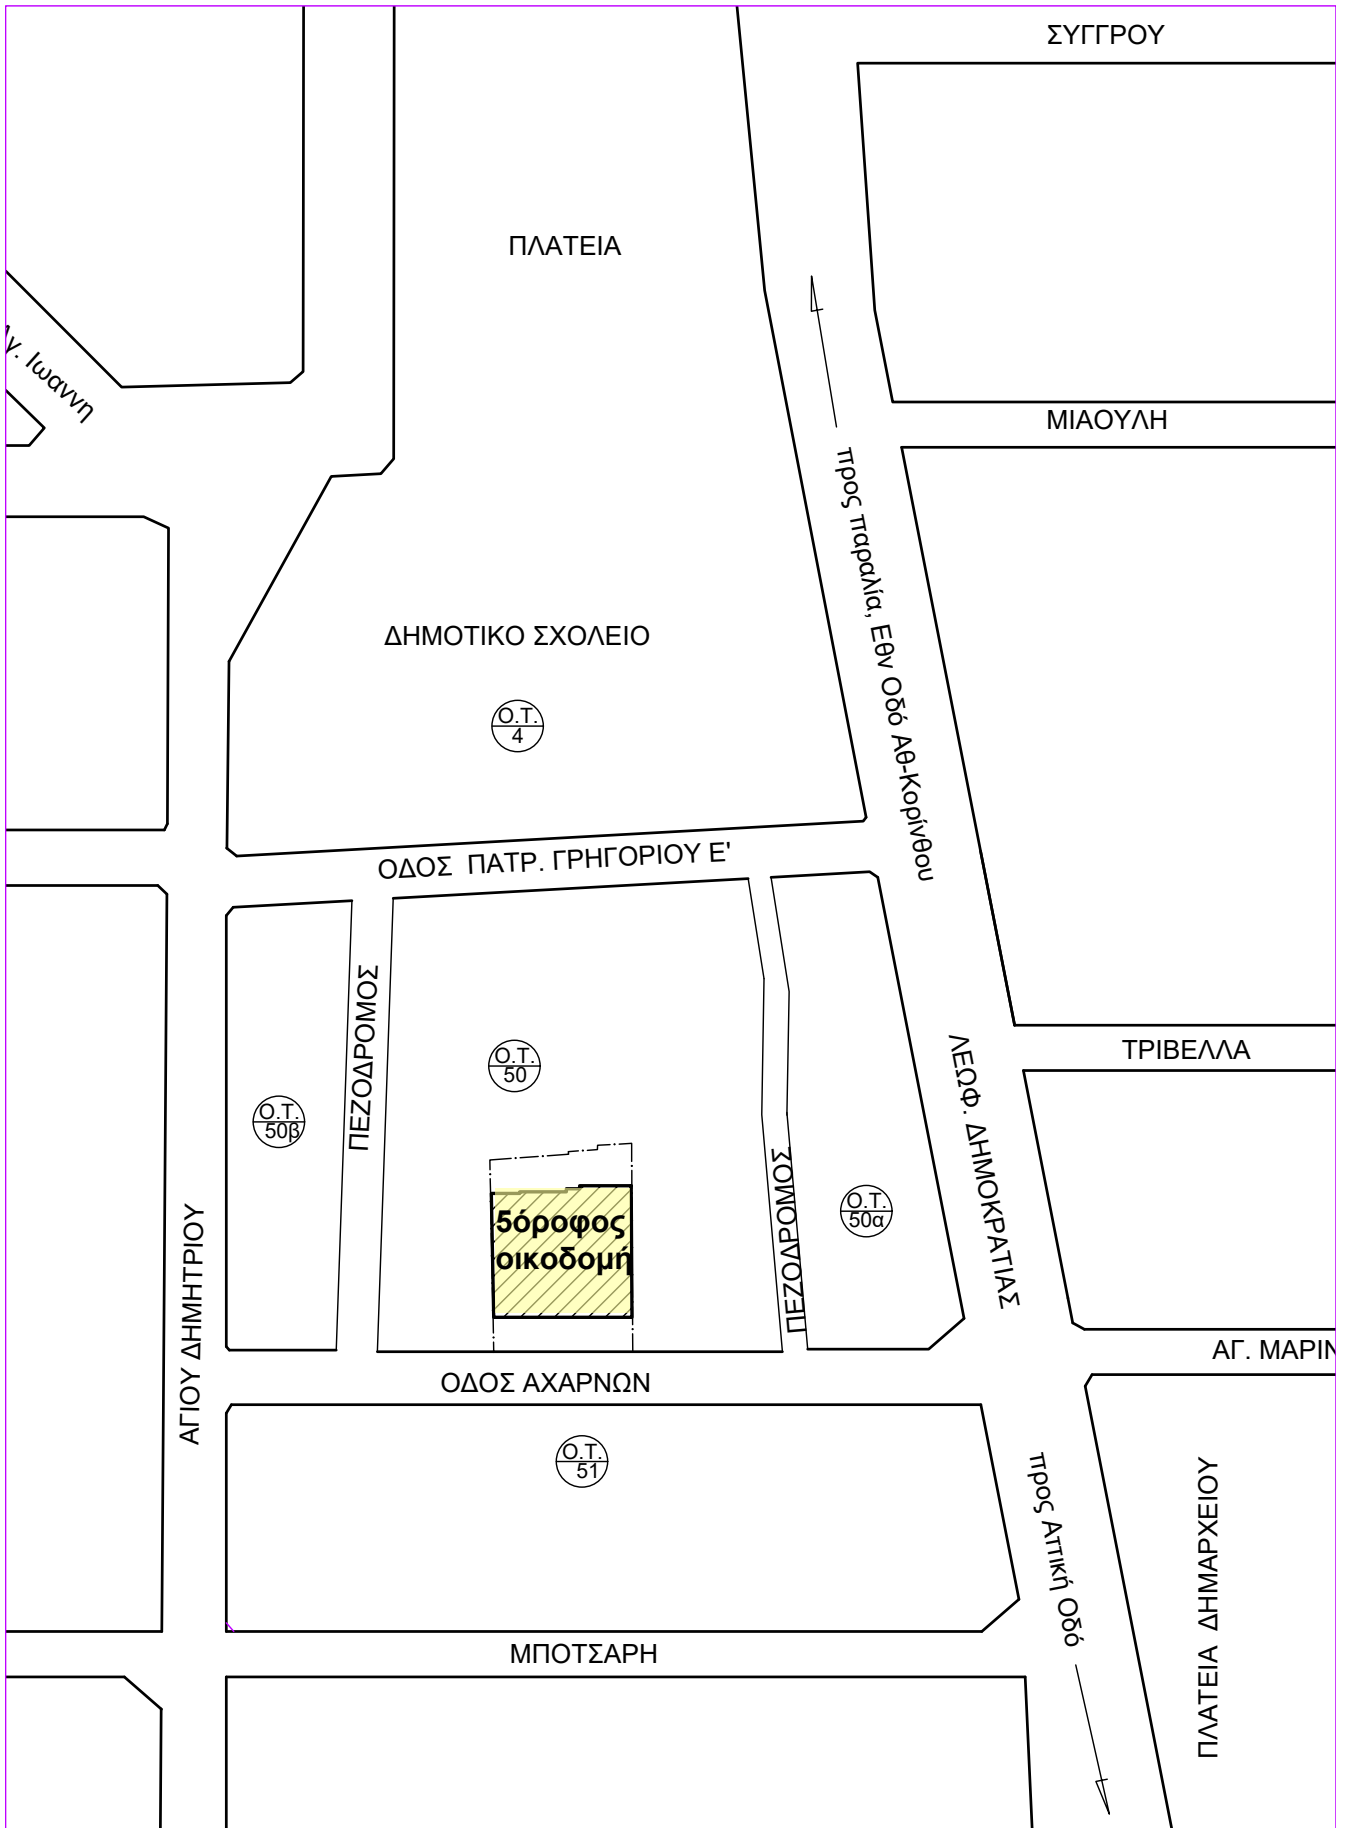 ΣΥΓΓΡΟΥ
ΠΛΑΤΕΙΑ
Αγ. Ιωαννη
ΜΙΑΟΥΛΗ
προς παραλία, Εθν Οδό Αθ-Κορίνθου
ΔΗΜΟΤΙΚΟ ΣΧΟΛΕΙΟ
Ο.Τ.
4
ΟΔΟΣ ΠΑΤΡ. ΓΡΗΓΟΡΙΟΥ Ε'
ΠΕΖΟΔΡΟΜΟΣ
Ο.Τ.
50
Ο.Τ.
50β
ΤΡΙΒΕΛΛΑ
ΛΕΩΦ. ΔΗΜΟΚΡΑΤΙΑΣ
ΠΕΖΟΔΡΟΜΟΣ
Ο.Τ.
50α
5όροφος
οικοδομή
ΑΓΙΟΥ ΔΗΜΗΤΡΙΟΥ
ΑΓ. ΜΑΡΙΝ
ΟΔΟΣ ΑΧΑΡΝΩΝ
Ο.Τ.
51
προς Αττική Οδό
ΠΛΑΤΕΙΑ ΔΗΜΑΡΧΕΙΟΥ
ΜΠΟΤΣΑΡΗ